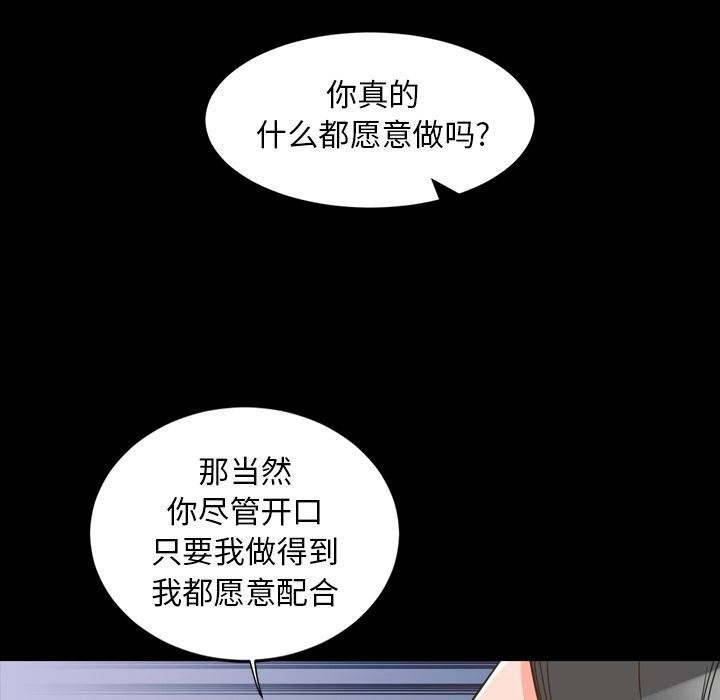 你真的
什么都愿意做吗?
那当然
你尽管开口
只要我做得到
我都愿意配合